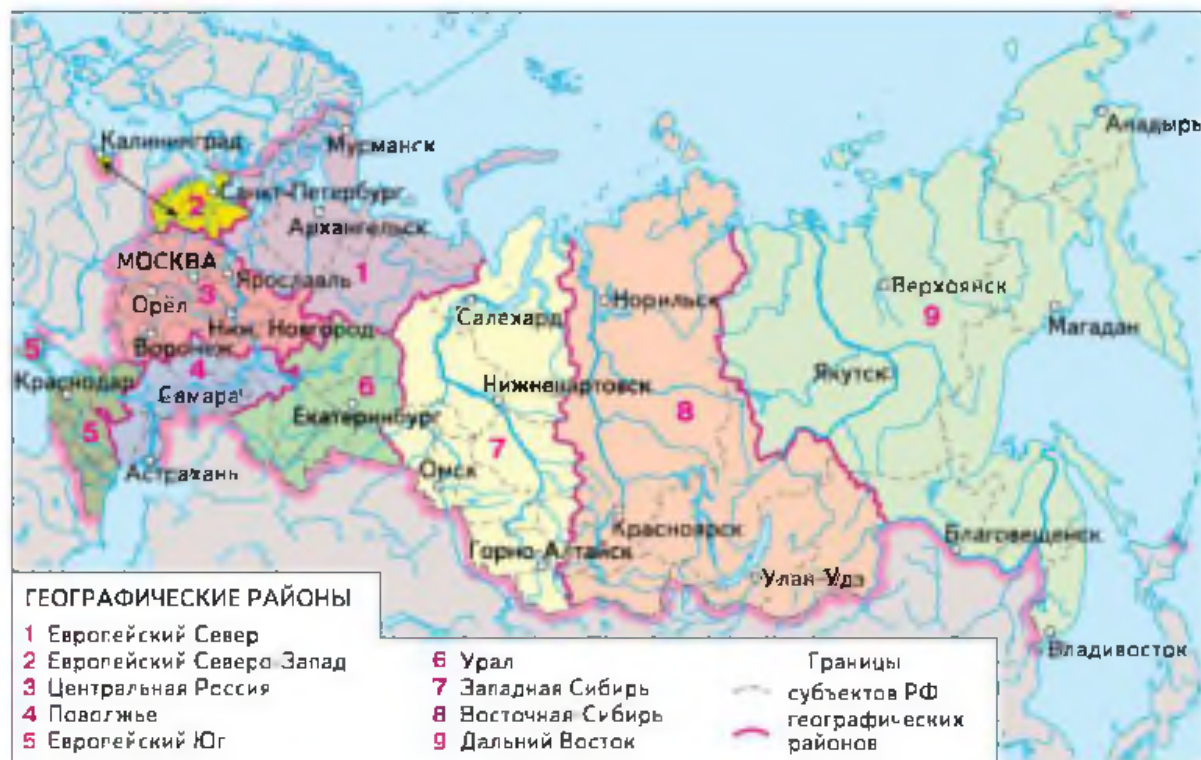 Анадырь
Калининград
Мурманск
Санкт-Петербург
2
Архангельск
МОСКВА
Ярославль
1
3
Верхоянск
Норильск
Орёл
Салехард
9
Магадан
Ниж. Новгород
Воронеж
5
4
Краснодар
Самара
6
Нижневартовск
Якутск
Екатеринбург
8
5
7
Астрахань
Омск
Красноярск
Благовещенск
Горно-Алтайск
Улан-Удэ
Владивосток
ГЕОГРАФИЧЕСКИЕ РАЙОНЫ
1 Европейский Север
2 Европейский Северо-Запад
3 Центральная Россия
4 Поволжье
5 Европейский Юг
6 Урал
7 Западная Сибирь
8 Восточная Сибирь
9 Дальний Восток
Границы
субъектов РФ
географических
районов